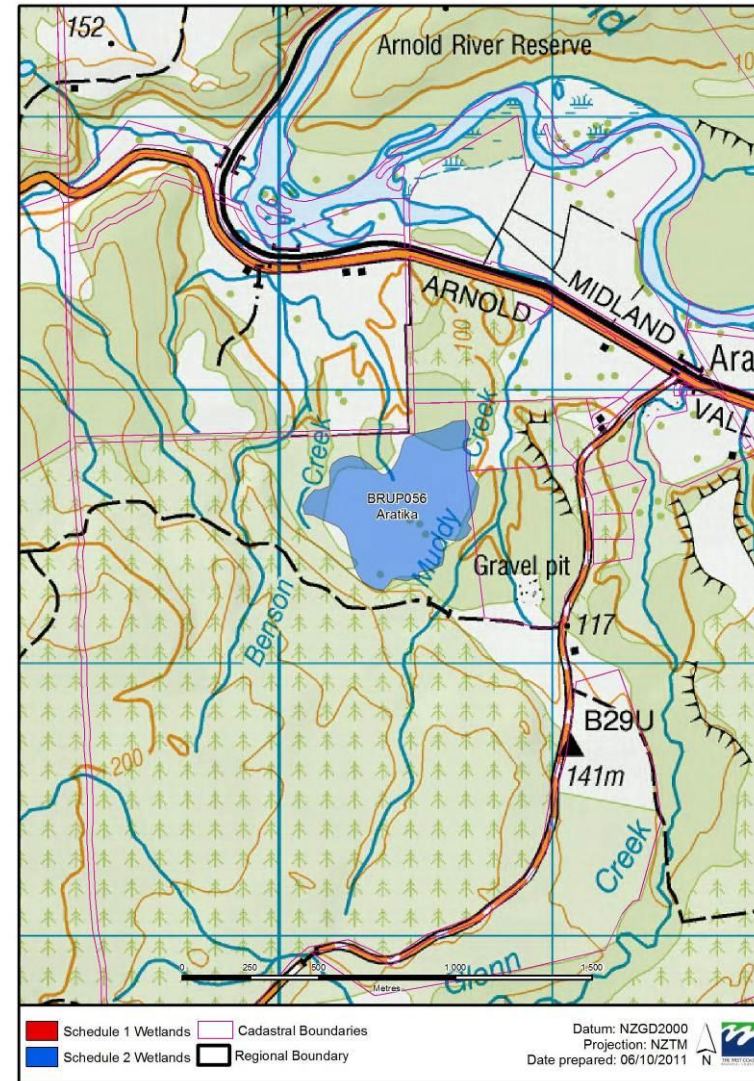 152
Arnold River Reserve
ARNOLD
MIDLAND
100
Ara
VALL
Creek
Creek
BRUP056
Aratika
Muddy
Gravel pit
Benson
117
B29U
141m
200
Creek
Glenn
0 250 500 1,000 1,500
Metres
Schedule 1 Wetlands
Cadastral Boundaries
Schedule 2 Wetlands
Regional Boundary
Datum: NZGD2000
Projection: NZTM
Date prepared: 06/10/2011
N